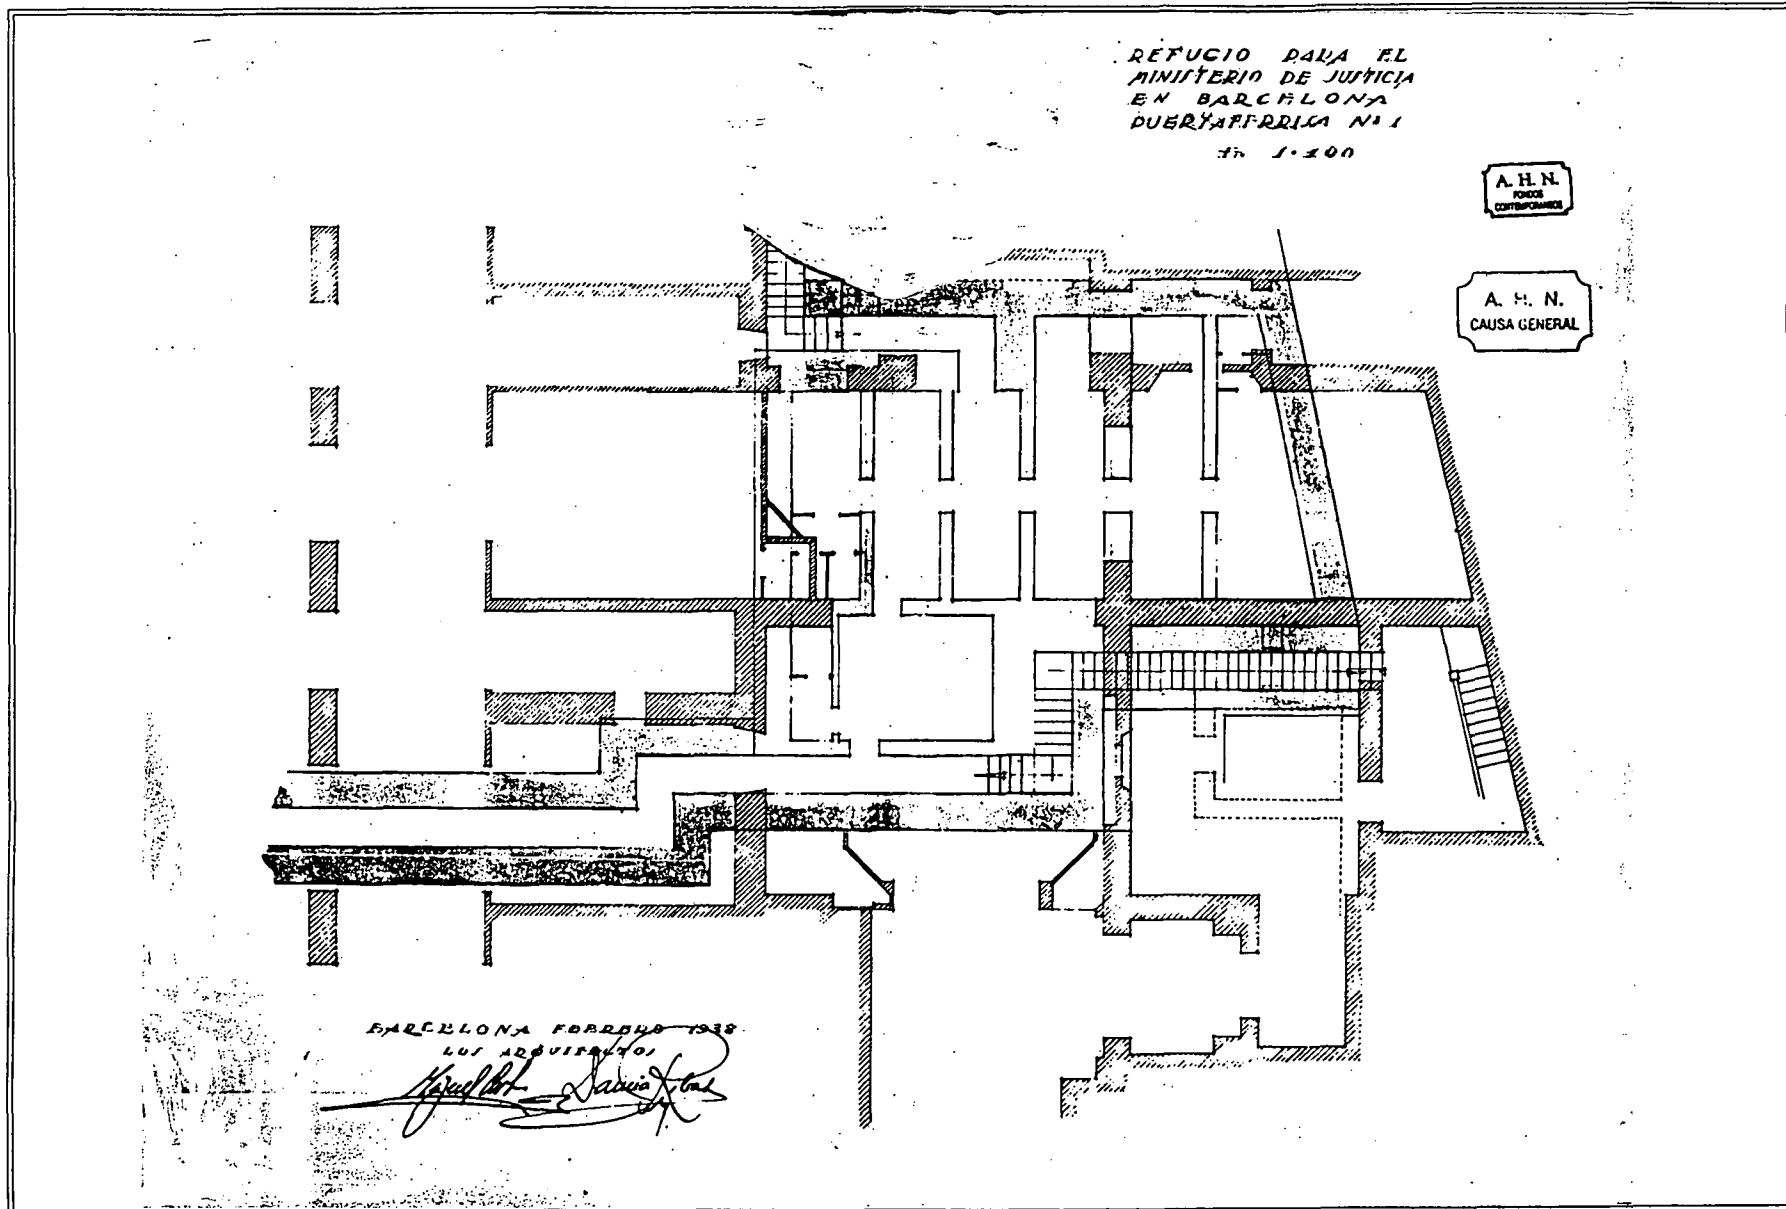 REFUGIO PARA EL
MINISTERIO DE JUSTICIA
EN BARCELONA
PUERTAFERRISA Nº 1
1·100
A. H. N.
FONDOS
CONTEMPORANEOS
A. H. N.
CAUSA GENERAL
BARCELONA FEBRERO 1938
LOS ARQUITECTOS